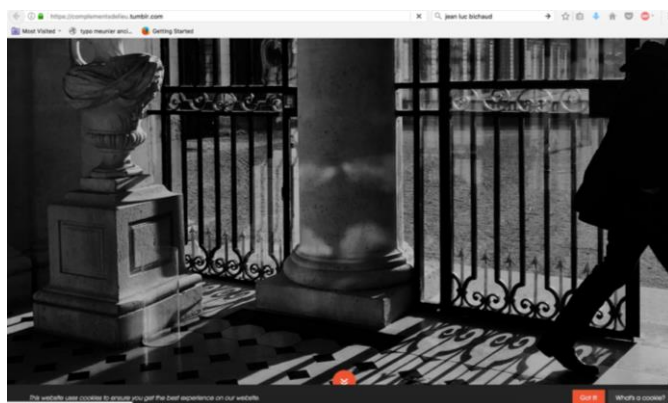 https://complementsdelieu.tumblr.com
jean luc bichaud
Most Visited
typo meunier anci...
Getting Started
This website uses cookies to ensure you get the best experience on our website.
Got it
What's a cookie?